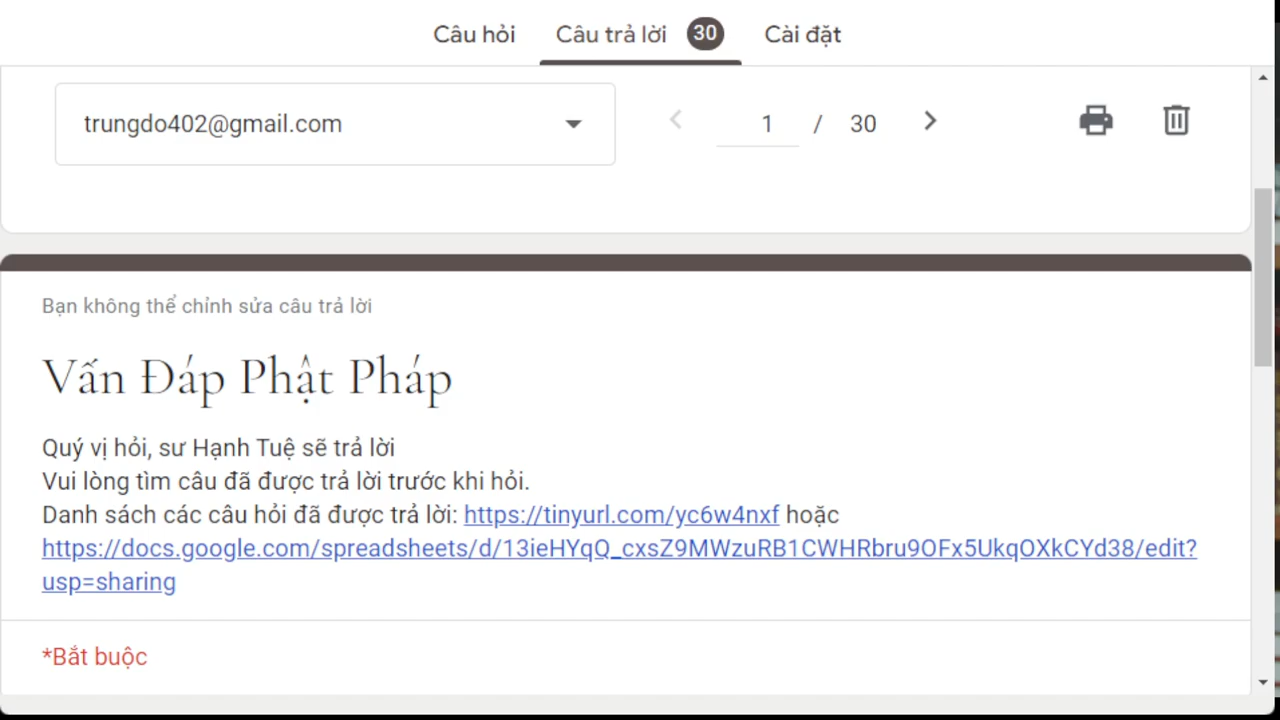 Câu hỏi Câu trả lời 30 Cài đặt
trungdo402@gmail.com 1 / 30
Bạn không thể chỉnh sửa câu trả lời
Vấn Đáp Phật Pháp
Quý vị hỏi, sư Hạnh Tuệ sẽ trả lời
Vui lòng tìm câu đã được trả lời trước khi hỏi.
Danh sách các câu hỏi đã được trả lời: https://tinyurl.com/yc6w4nxf hoặc
https://docs.google.com/spreadsheets/d/13ieHYqQ_cxsZ9MWzuRB1CWHRbru9OFx5UkqOXkCYd38/edit?
usp=sharing
*Bắt buộc